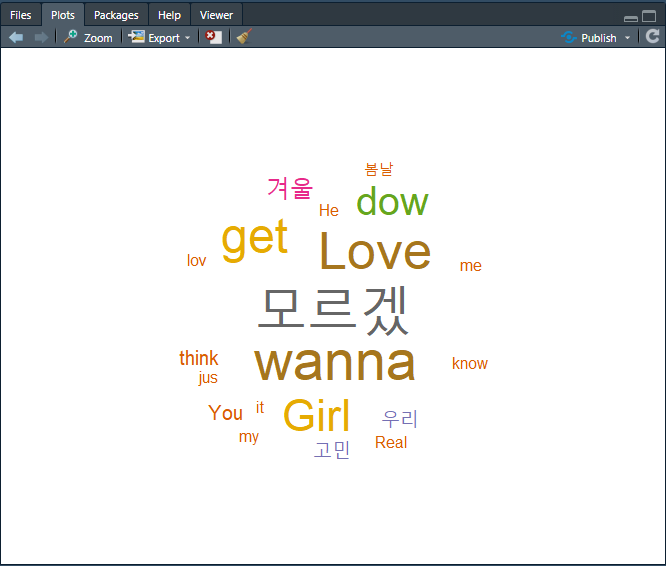 Files Plots Packages Help Viewer
Zoom Export Publish
봄날
겨울
He
dow
get
Love
lov
me
모르겠
wanna
think
know
jus
You
it
Girl
우리
my
고민
Real